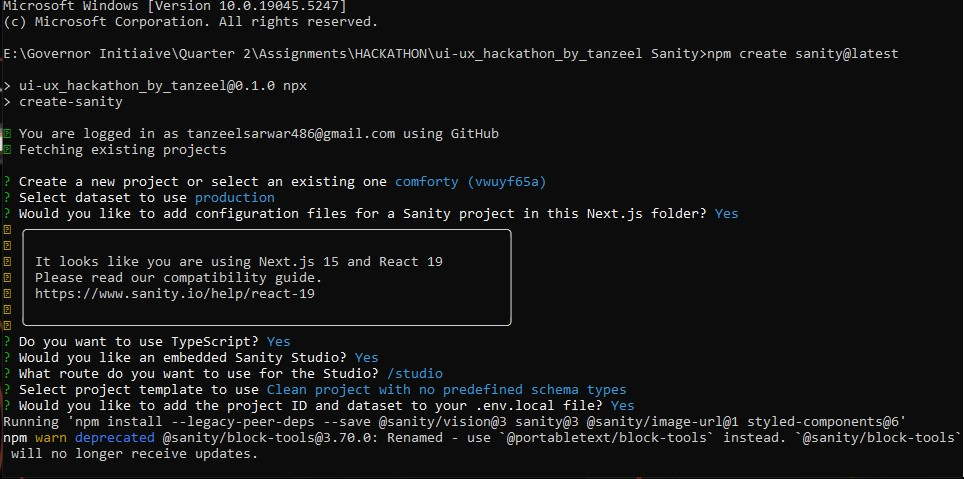 Microsoft Windows [Version 10.0.19045.5247]
(c) Microsoft Corporation. All rights reserved.
E:\Governor Initiaive\Quarter 2\Assignments\HACKATHON\ui-ux_hackathon_by_tanzeel Sanity>npm create sanity@latest
> ui-ux_hackathon_by_tanzeel@0.1.0 npx
> create-sanity
You are logged in as tanzeelsarwar486@gmail.com using GitHub
Fetching existing projects
? Create a new project or select an existing one comforty (vwuyf65a)
? Select dataset to use production
? Would you like to add configuration files for a Sanity project in this Next.js folder? Yes
It looks like you are using Next.js 15 and React 19
Please read our compatibility guide.
https://www.sanity.io/help/react-19
? Do you want to use TypeScript? Yes
? Would you like an embedded Sanity Studio? Yes
? What route do you want to use for the Studio? /studio
? Select project template to use Clean project with no predefined schema types
? Would you like to add the project ID and dataset to your .env.local file? Yes
Running 'npm install --legacy-peer-deps --save @sanity/vision@3 sanity@3 @sanity/image-url@1 styled-components@6'
npm warn deprecated @sanity/block-tools@3.70.0: Renamed - use `@portabletext/block-tools` instead. `@sanity/block-tools`
will no longer receive updates.